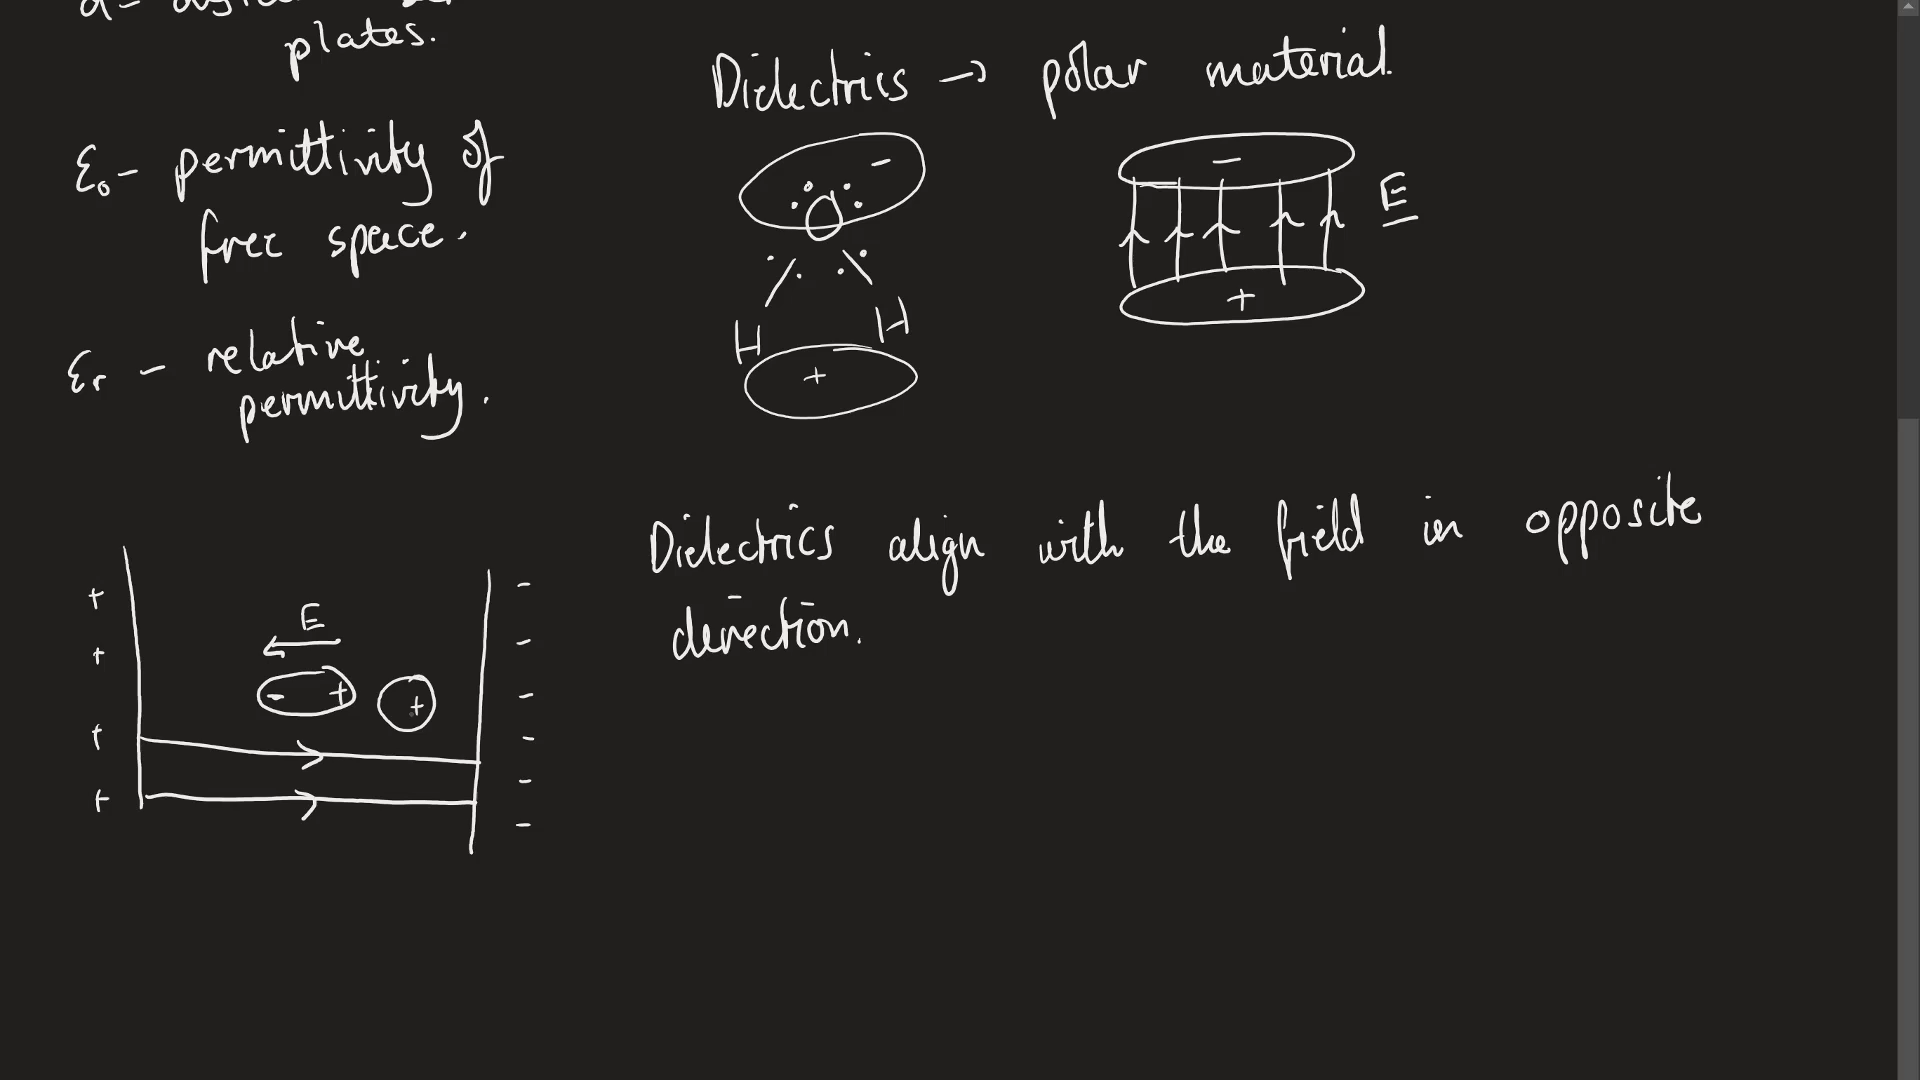 plates.
ε₀ - permittivity of
free space.
εr - relative
permittivity.
Dielectrics → polar material.
-
O
H H
+
-
E
+
Dielectrics align with the field in opposite
direction.
+ -
E
+ -
- + +
+ -
+ -